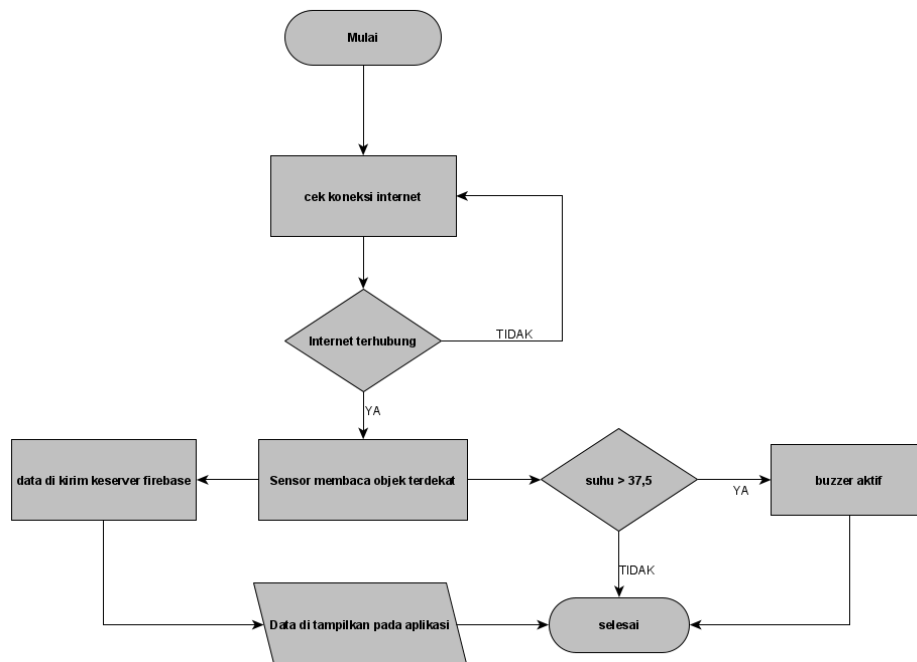 Mulai
cek koneksi internet
Internet terhubung
TIDAK
YA
data di kirim keserver firebase
Sensor membaca objek terdekat
suhu > 37,5
YA
buzzer aktif
TIDAK
Data di tampilkan pada aplikasi
selesai